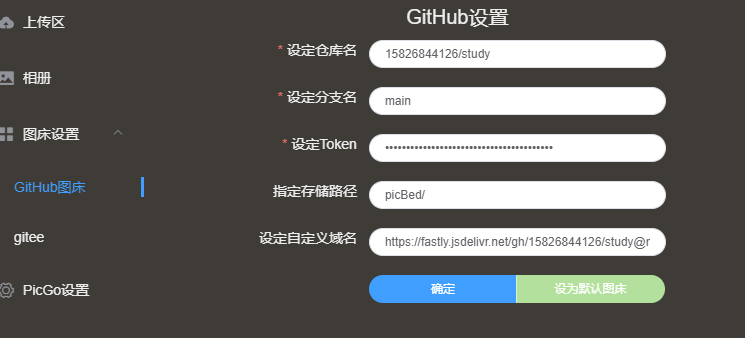 GitHub设置
上传区
* 设定仓库名
15826844126/study
相册
* 设定分支名
main
图床设置
* 设定Token
••••••••••••••••••••••••••••••••••••••••
GitHub图床
指定存储路径
picBed/
gitee
设定自定义域名
https://fastly.jsdelivr.net/gh/15826844126/study@r
PicGo设置
确定
设为默认图床